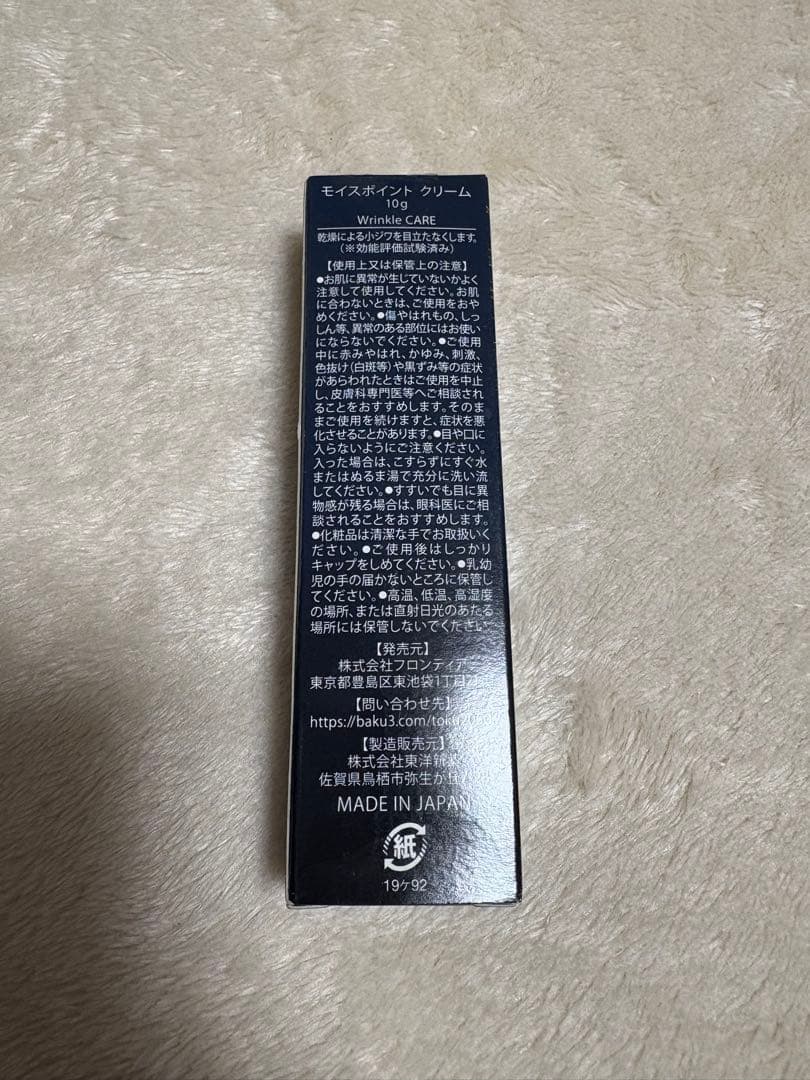 モイスポイント クリーム
10g
Wrinkle CARE
乾燥による小ジワを目立たなくします。
(※効能評価試験済み)
【使用上又は保管上の注意】
●お肌に異常が生じていないかよく
注意して使用してください。お肌
に合わないときは、ご使用をおや
めください。●傷やはれもの、しっ
しん等、異常のある部位にはお使い
にならないでください。●ご使用
中に赤みやはれ、かゆみ、刺激、
色抜け(白斑等)や黒ずみ等の症状
があらわれたときはご使用を中止
し、皮膚科専門医等へご相談され
ることをおすすめします。そのま
まご使用を続けますと、症状を悪
化させることがあります。●目や口に
入らないようにご注意ください。
入った場合は、こすらずにすぐ水
またはぬるま湯で充分に洗い流
してください。●すすいでも目に異
物感が残る場合は、眼科医にご相
談されることをおすすめします。
●化粧品は清潔な手でお取扱いく
ださい。●ご使用後はしっかり
キャップをしめてください。●乳幼
児の手の届かないところに保管し
てください。●高温、低温、高湿度
の場所、または直射日光のあたる
場所には保管しないでください
【発売元】
株式会社フロンティア
東京都豊島区東池袋1丁目
【問い合わせ先】
https://baku3.com/toku20
【製造販売元】
株式会社東洋新薬
佐賀県鳥栖市弥生が丘
MADE IN JAPAN
紙
19ケ92